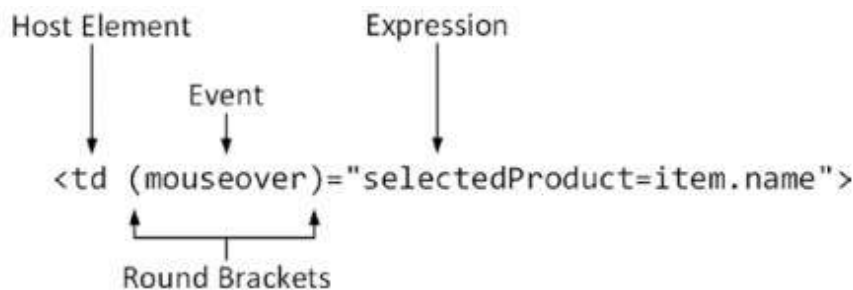 Host Element Expression
Event
<td (mouseover)="selectedProduct=item.name">
Round Brackets